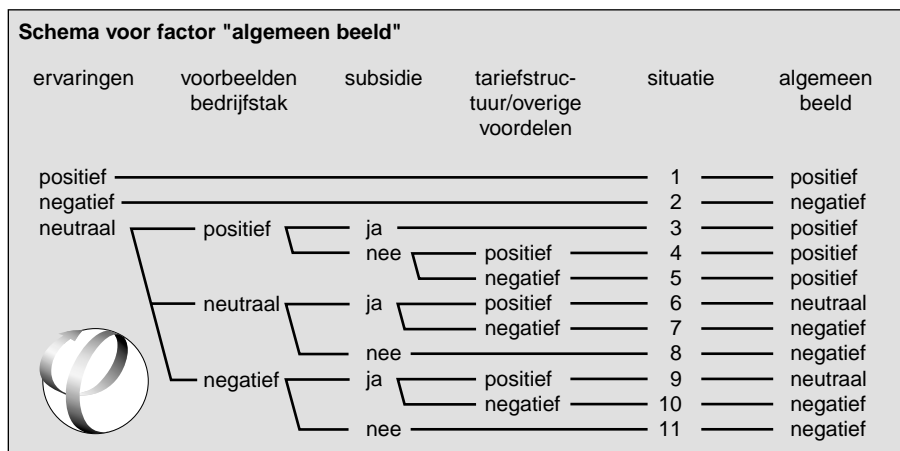 Schema voor factor "algemeen beeld"
ervaringen voorbeelden subsidie tariefstruc- situatie algemeen
bedrijfstak tuur/overige beeld
voordelen
positief 1 positief
negatief 2 negatief
neutraal positief ja 3 positief
nee positief 4 positief
negatief 5 positief
neutraal ja positief 6 neutraal
negatief 7 negatief
nee 8 negatief
negatief ja positief 9 neutraal
negatief 10 negatief
nee 11 negatief